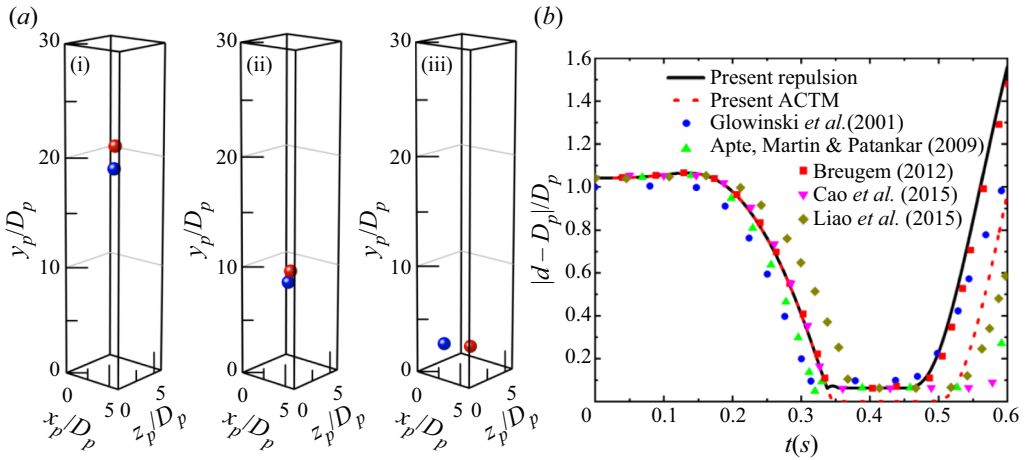 (a)
30
(i)
20
10
0
y_p/D_p
0
5
0
5
x_p/D_p
z_p/D_p
30
(ii)
20
10
0
y_p/D_p
0
5
0
5
x_p/D_p
z_p/D_p
30
(iii)
20
10
0
y_p/D_p
0
5
0
5
x_p/D_p
z_p/D_p
(b)
1.6
1.4
1.2
1.0
0.8
0.6
0.4
0.2
|d – D_p|/D_p
Present repulsion
Present ACTM
Glowinski et al.(2001)
Apte, Martin & Patankar (2009)
Breugem (2012)
Cao et al. (2015)
Liao et al. (2015)
0
0.1
0.2
0.3
0.4
0.5
0.6
t(s)